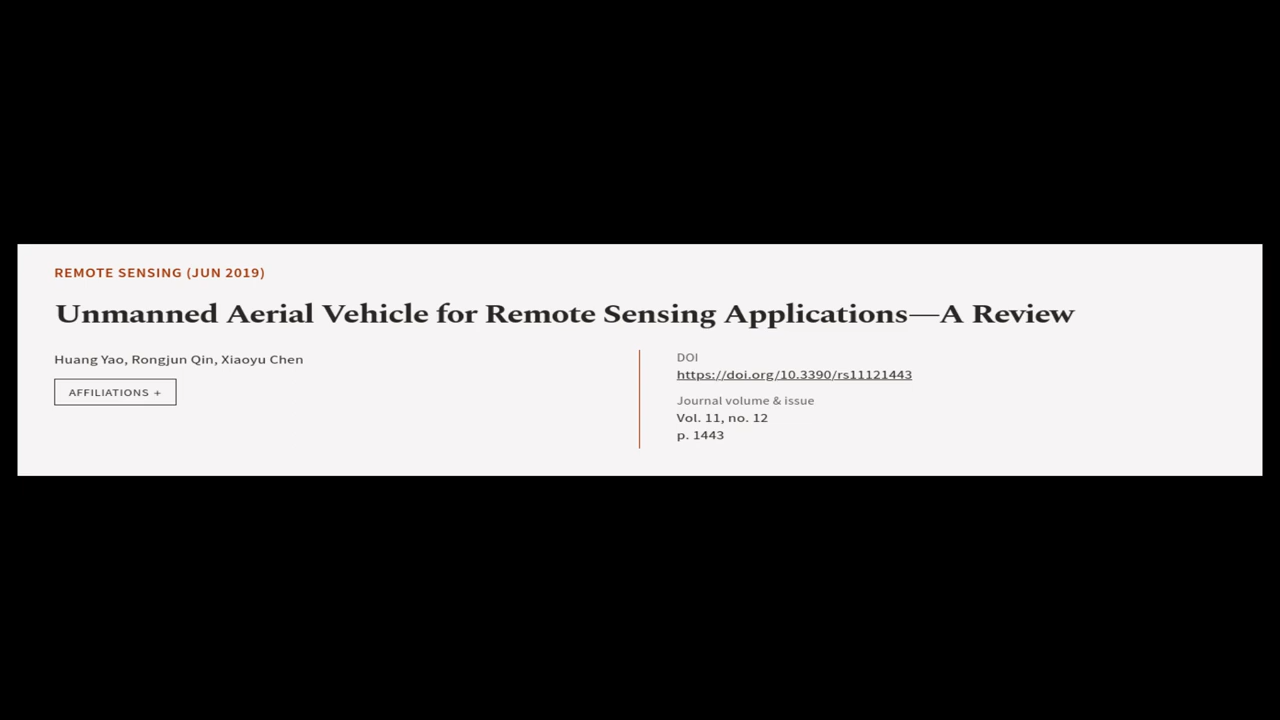 REMOTE SENSING (JUN 2019)
Unmanned Aerial Vehicle for Remote Sensing Applications—A Review
Huang Yao, Rongjun Qin, Xiaoyu Chen
AFFILIATIONS +
DOI
https://doi.org/10.3390/rs11121443
Journal volume & issue
Vol. 11, no. 12
p. 1443